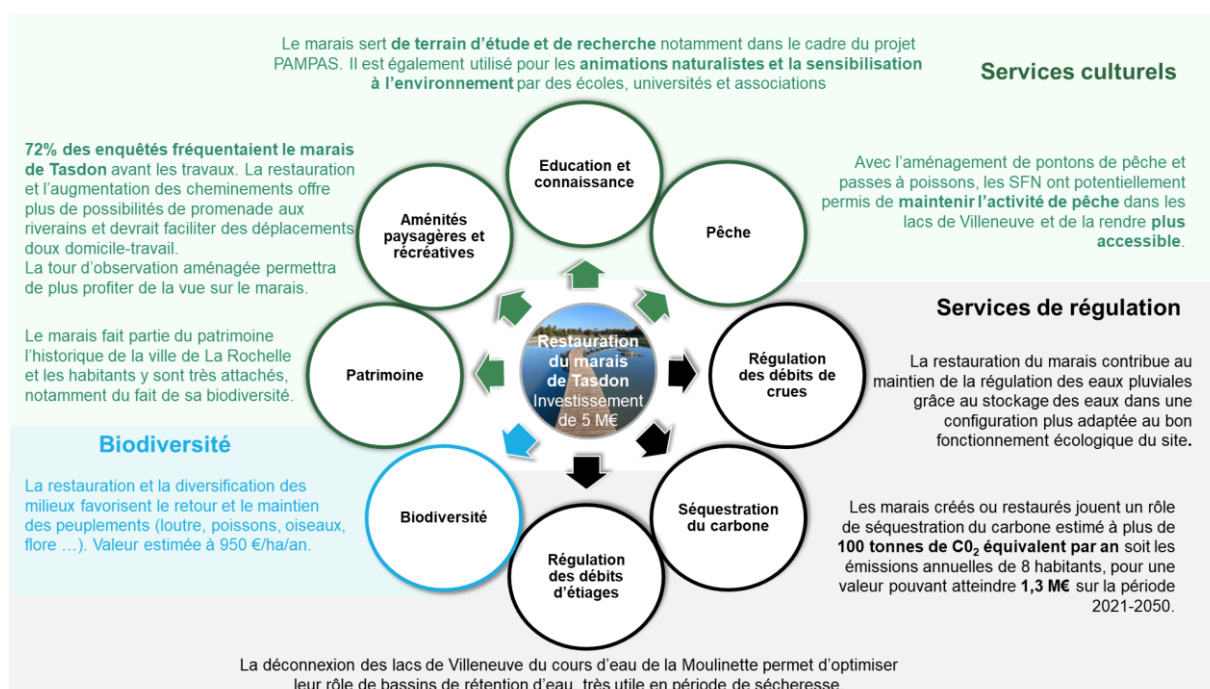 Le marais sert de terrain d'étude et de recherche notamment dans le cadre du projet
PAMPAS. Il est également utilisé pour les animations naturalistes et la sensibilisation
à l'environnement par des écoles, universités et associations
Services culturels
72% des enquêtés fréquentaient le marais
de Tasdon avant les travaux. La restauration
et l'augmentation des cheminements offre
plus de possibilités de promenade aux
riverains et devrait faciliter des déplacements
doux domicile-travail.
La tour d'observation aménagée permettra
de plus profiter de la vue sur le marais.
Education et
connaissance
Aménités
paysagères et
récréatives
Pêche
Avec l'aménagement de pontons de pêche et
passes à poissons, les SFN ont potentiellement
permis de maintenir l'activité de pêche dans les
lacs de Villeneuve et de la rendre plus
accessible.
Services de régulation
Le marais fait partie du patrimoine
l'historique de la ville de La Rochelle
et les habitants y sont très attachés,
notamment du fait de sa biodiversité.
Patrimoine
Restauration
du marais
de Tasdon
Investissement
de 5 M€
Régulation
des débits de
crues
La restauration du marais contribue au
maintien de la régulation des eaux pluviales
grâce au stockage des eaux dans une
configuration plus adaptée au bon
fonctionnement écologique du site.
Biodiversité
La restauration et la diversification des
milieux favorisent le retour et le maintien
des peuplements (loutre, poissons, oiseaux,
flore …). Valeur estimée à 950 €/ha/an.
Biodiversité
Régulation
des débits
d'étiages
Séquestration
du carbone
Les marais créés ou restaurés jouent un rôle
de séquestration du carbone estimé à plus de
100 tonnes de C0₂ équivalent par an soit les
émissions annuelles de 8 habitants, pour une
valeur pouvant atteindre 1,3 M€ sur la période
2021-2050.
La déconnexion des lacs de Villeneuve du cours d'eau de la Moulinette permet d'optimiser
leur rôle de bassins de rétention d'eau, très utile en période de sécheresse.